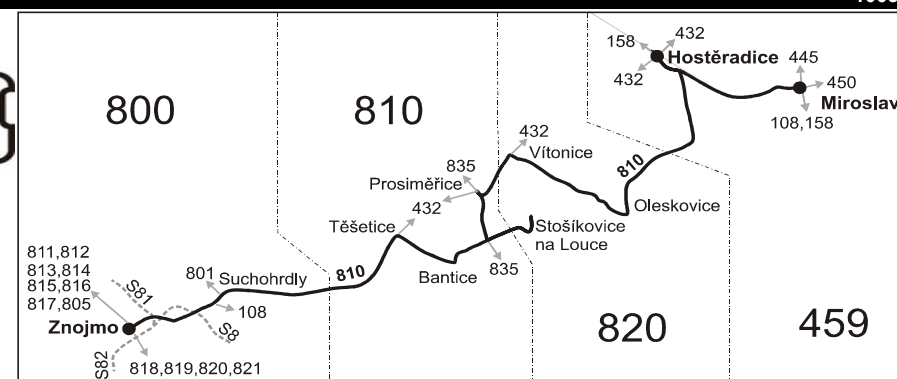 158
432
Hostěradice
432
445
450
Miroslav
108,158
800
810
432
Vítonice
835
Prosiměřice
810
432
Těšetice
Oleskovice
Stošíkovice
na Louce
835
Bantice
811,812
813,814
815,816
817,805
801
Suchohrdly
810
S81
108
Znojmo
S8
S82
818,819,820,821
820
459